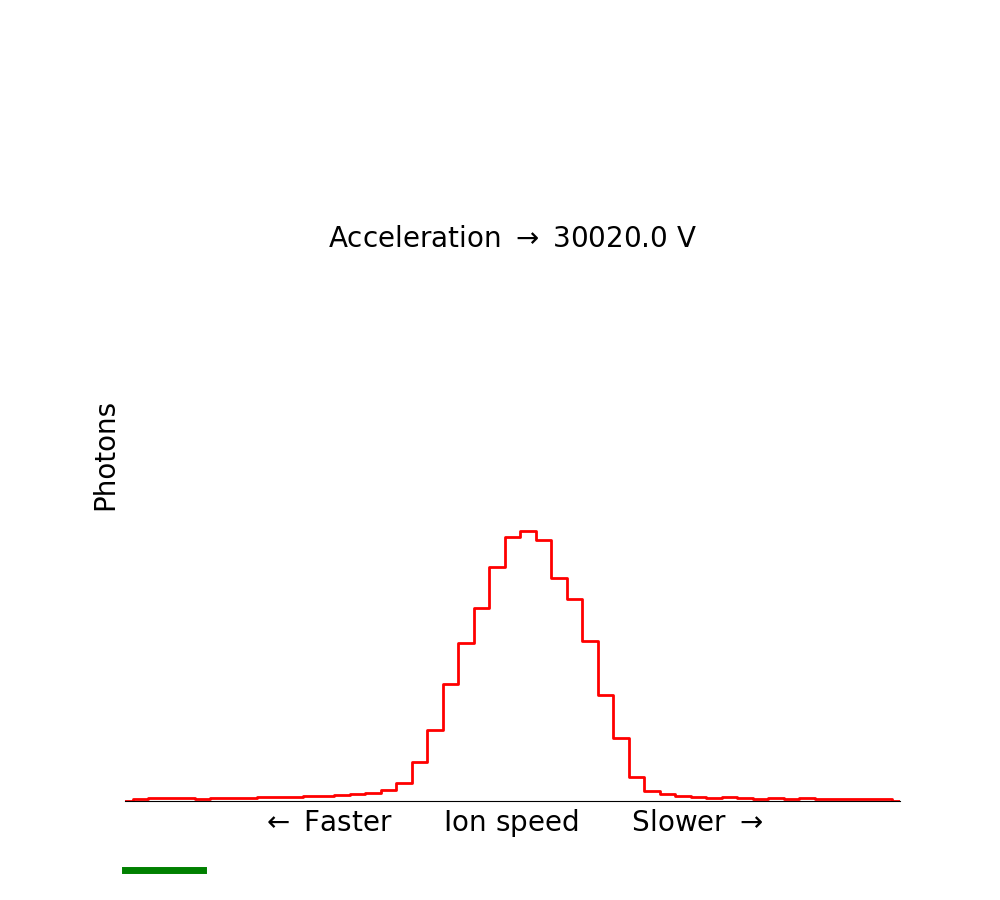 Acceleration → 30020.0 V
Photons
← Faster Ion speed Slower →